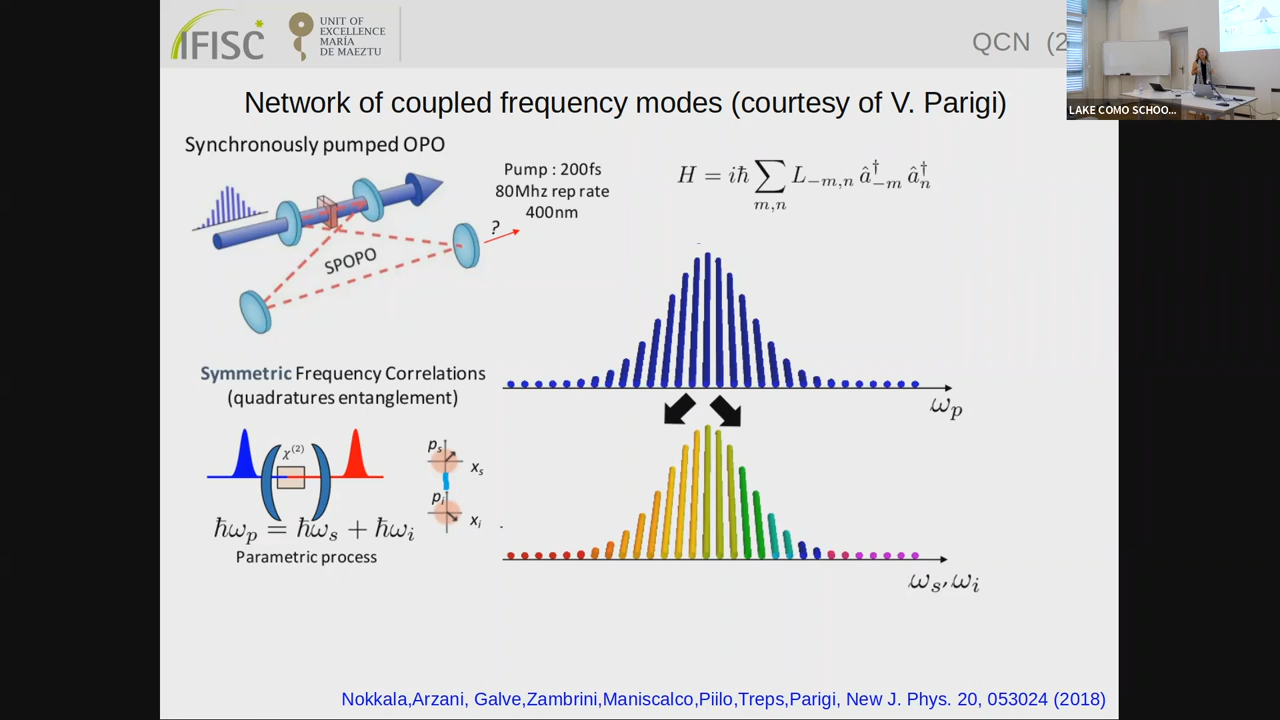 IFISC
UNIT OF
EXCELLENCE
MARÍA
DE MAEZTU
QCN (2
LAKE COMO SCHOO...
Network of coupled frequency modes (courtesy of V. Parigi)
Synchronously pumped OPO
Pump : 200fs
80Mhz rep rate
400nm
?
SPOPO
H = iℏ ∑_{m,n} L_{−m,n} â†_{−m} â†_n
ω_p
Symmetric Frequency Correlations
(quadratures entanglement)
χ^{(2)}
p_s
x_s
p_i
x_i
ℏω_p = ℏω_s + ℏω_i
Parametric process
ω_s, ω_i
Nokkala,Arzani, Galve,Zambrini,Maniscalco,Piilo,Treps,Parigi, New J. Phys. 20, 053024 (2018)